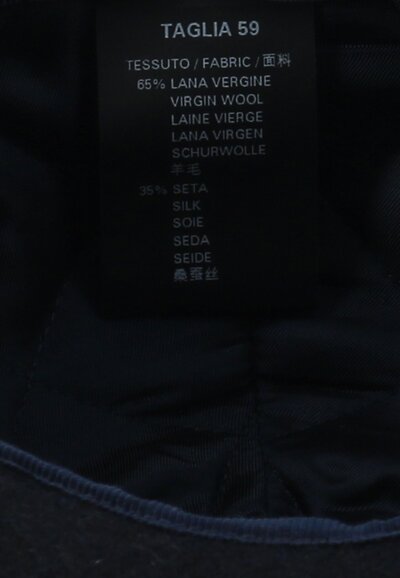 TAGLIA 59
TESSUTO / FABRIC / 面料
65% LANA VERGINE
VIRGIN WOOL
LAINE VIERGE
LANA VIRGEN
SCHURWOLLE
羊毛
35% SETA
SILK
SOIE
SEDA
SEIDE
桑蚕丝